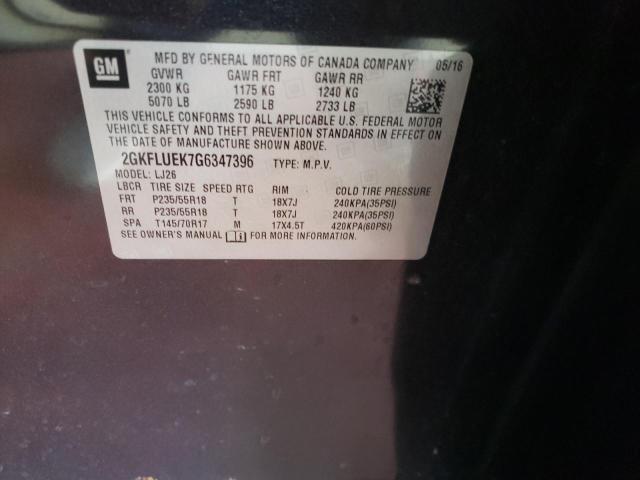 GM
MFD BY GENERAL MOTORS OF CANADA COMPANY 05/16
GVWR GAWR FRT GAWR RR
2300 KG 1175 KG 1240 KG
5070 LB 2590 LB 2733 LB
THIS VEHICLE CONFORMS TO ALL APPLICABLE U.S. FEDERAL MOTOR
VEHICLE SAFETY AND THEFT PREVENTION STANDARDS IN EFFECT ON
THE DATE OF MANUFACTURE SHOWN ABOVE.
2GKFLUEK7G6347396 TYPE: M.P.V.
MODEL: LJ26
LBCR TIRE SIZE SPEED RTG RIM COLD TIRE PRESSURE
FRT P235/55R18 T 18X7J 240KPA(35PSI)
RR P235/55R18 T 18X7J 240KPA(35PSI)
SPA T145/70R17 M 17X4.5T 420KPA(60PSI)
SEE OWNER'S MANUAL FOR MORE INFORMATION.